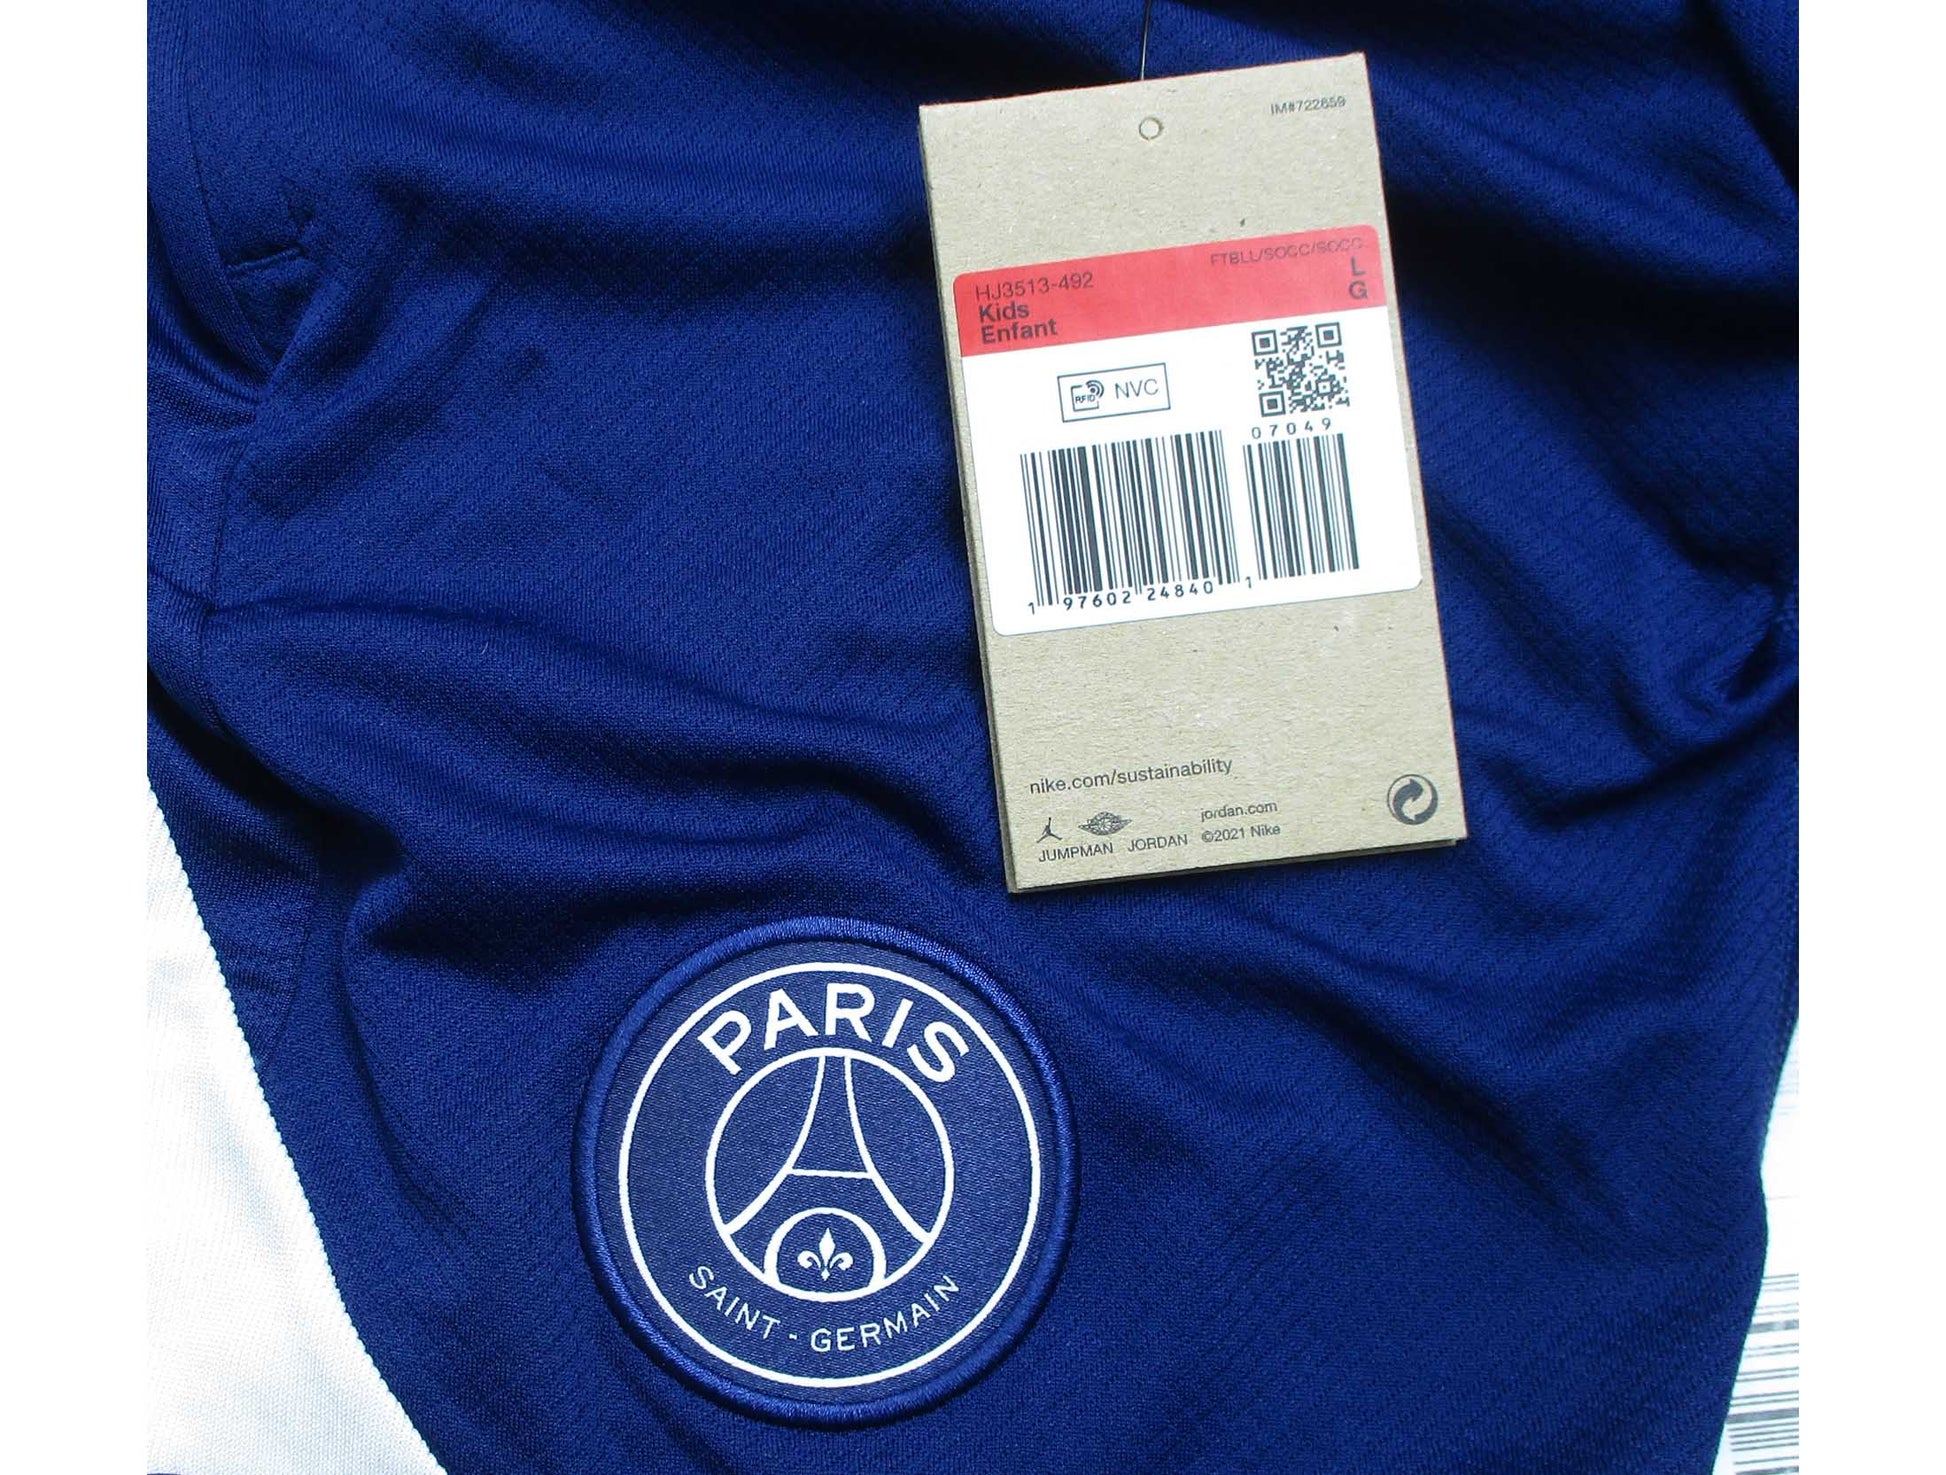 IM#722659
FTBLL/SOCC/SOCC
HJ3513-492
L
Kids
G
Enfant
RFID NVC
07049
1 97602 24840 1
nike.com/sustainability
jordan.com
JUMPMAN JORDAN ©2021 Nike
PARIS
SAINT-GERMAIN